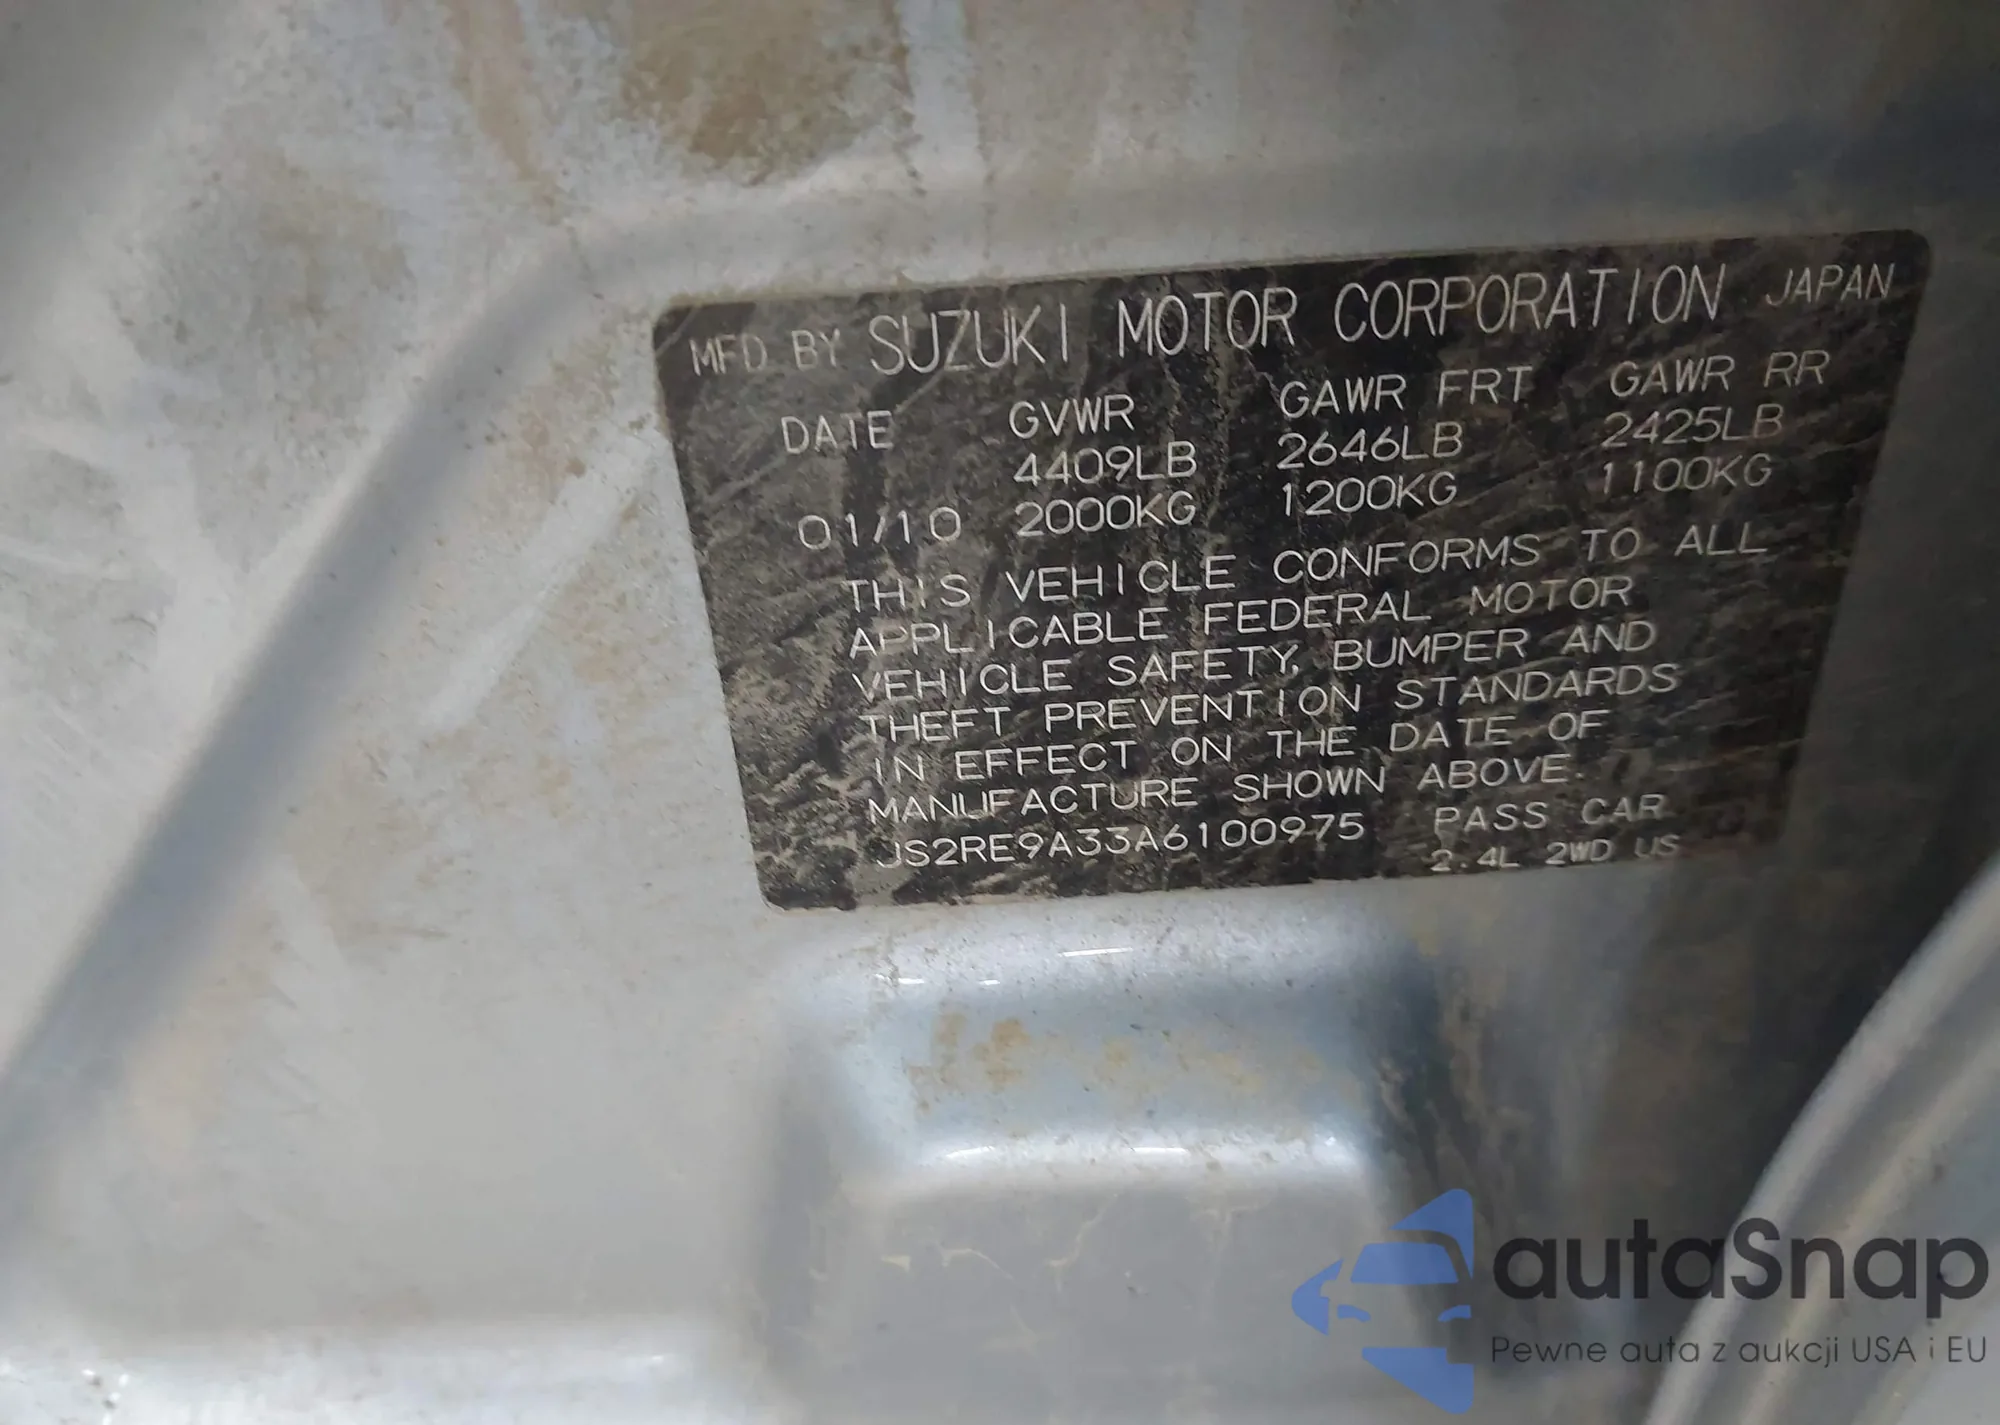 MFD BY SUZUKI MOTOR CORPORATION JAPAN
DATE GVWR GAWR FRT GAWR RR
4409LB 2646LB 2425LB
01/10 2000KG 1200KG 1100KG
THIS VEHICLE CONFORMS TO ALL
APPLICABLE FEDERAL MOTOR
VEHICLE SAFETY, BUMPER AND
THEFT PREVENTION STANDARDS
IN EFFECT ON THE DATE OF
MANUFACTURE SHOWN ABOVE.
JS2RE9A33A6100975 PASS CAR
2.4L 2WD US
autaSnap
Pewne auta z aukcji USA i EU